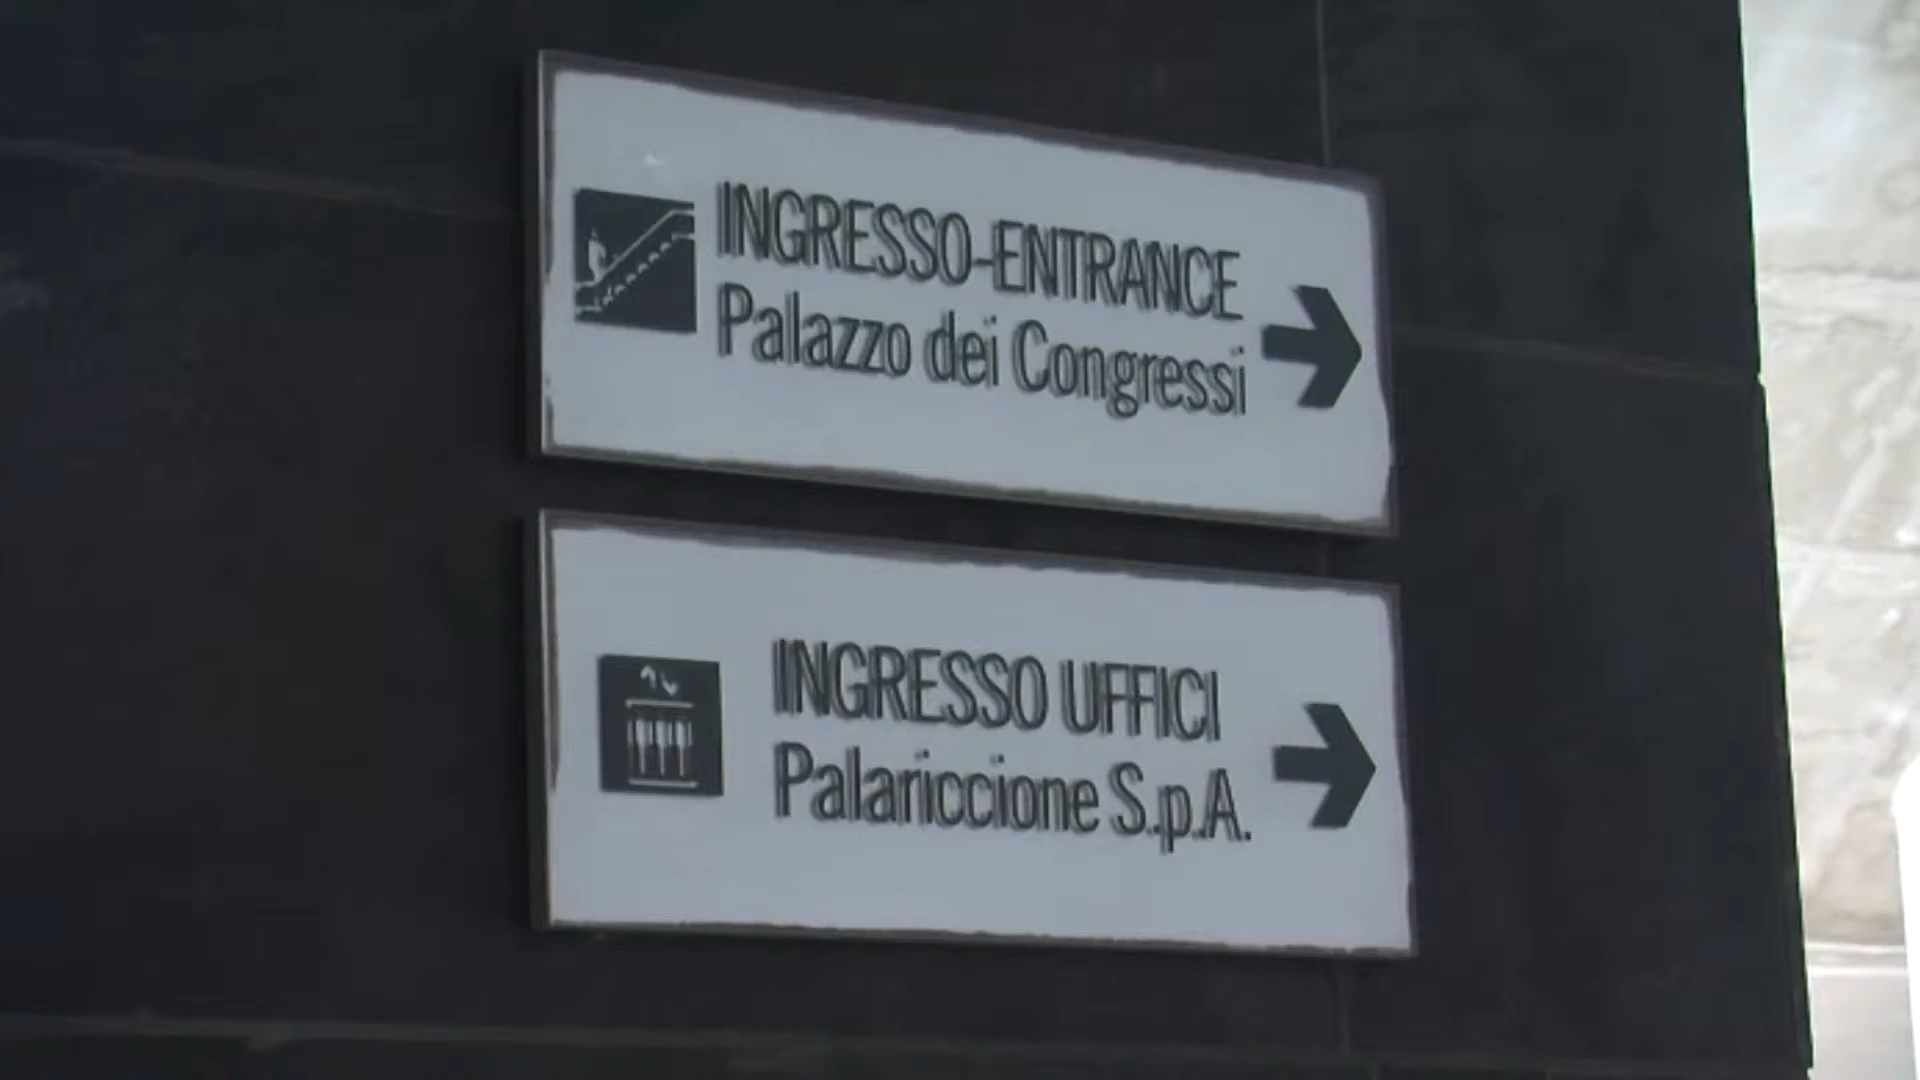 INGRESSO-ENTRANCE
Palazzo dei Congressi
INGRESSO UFFICI
Palariccione S.p.A.